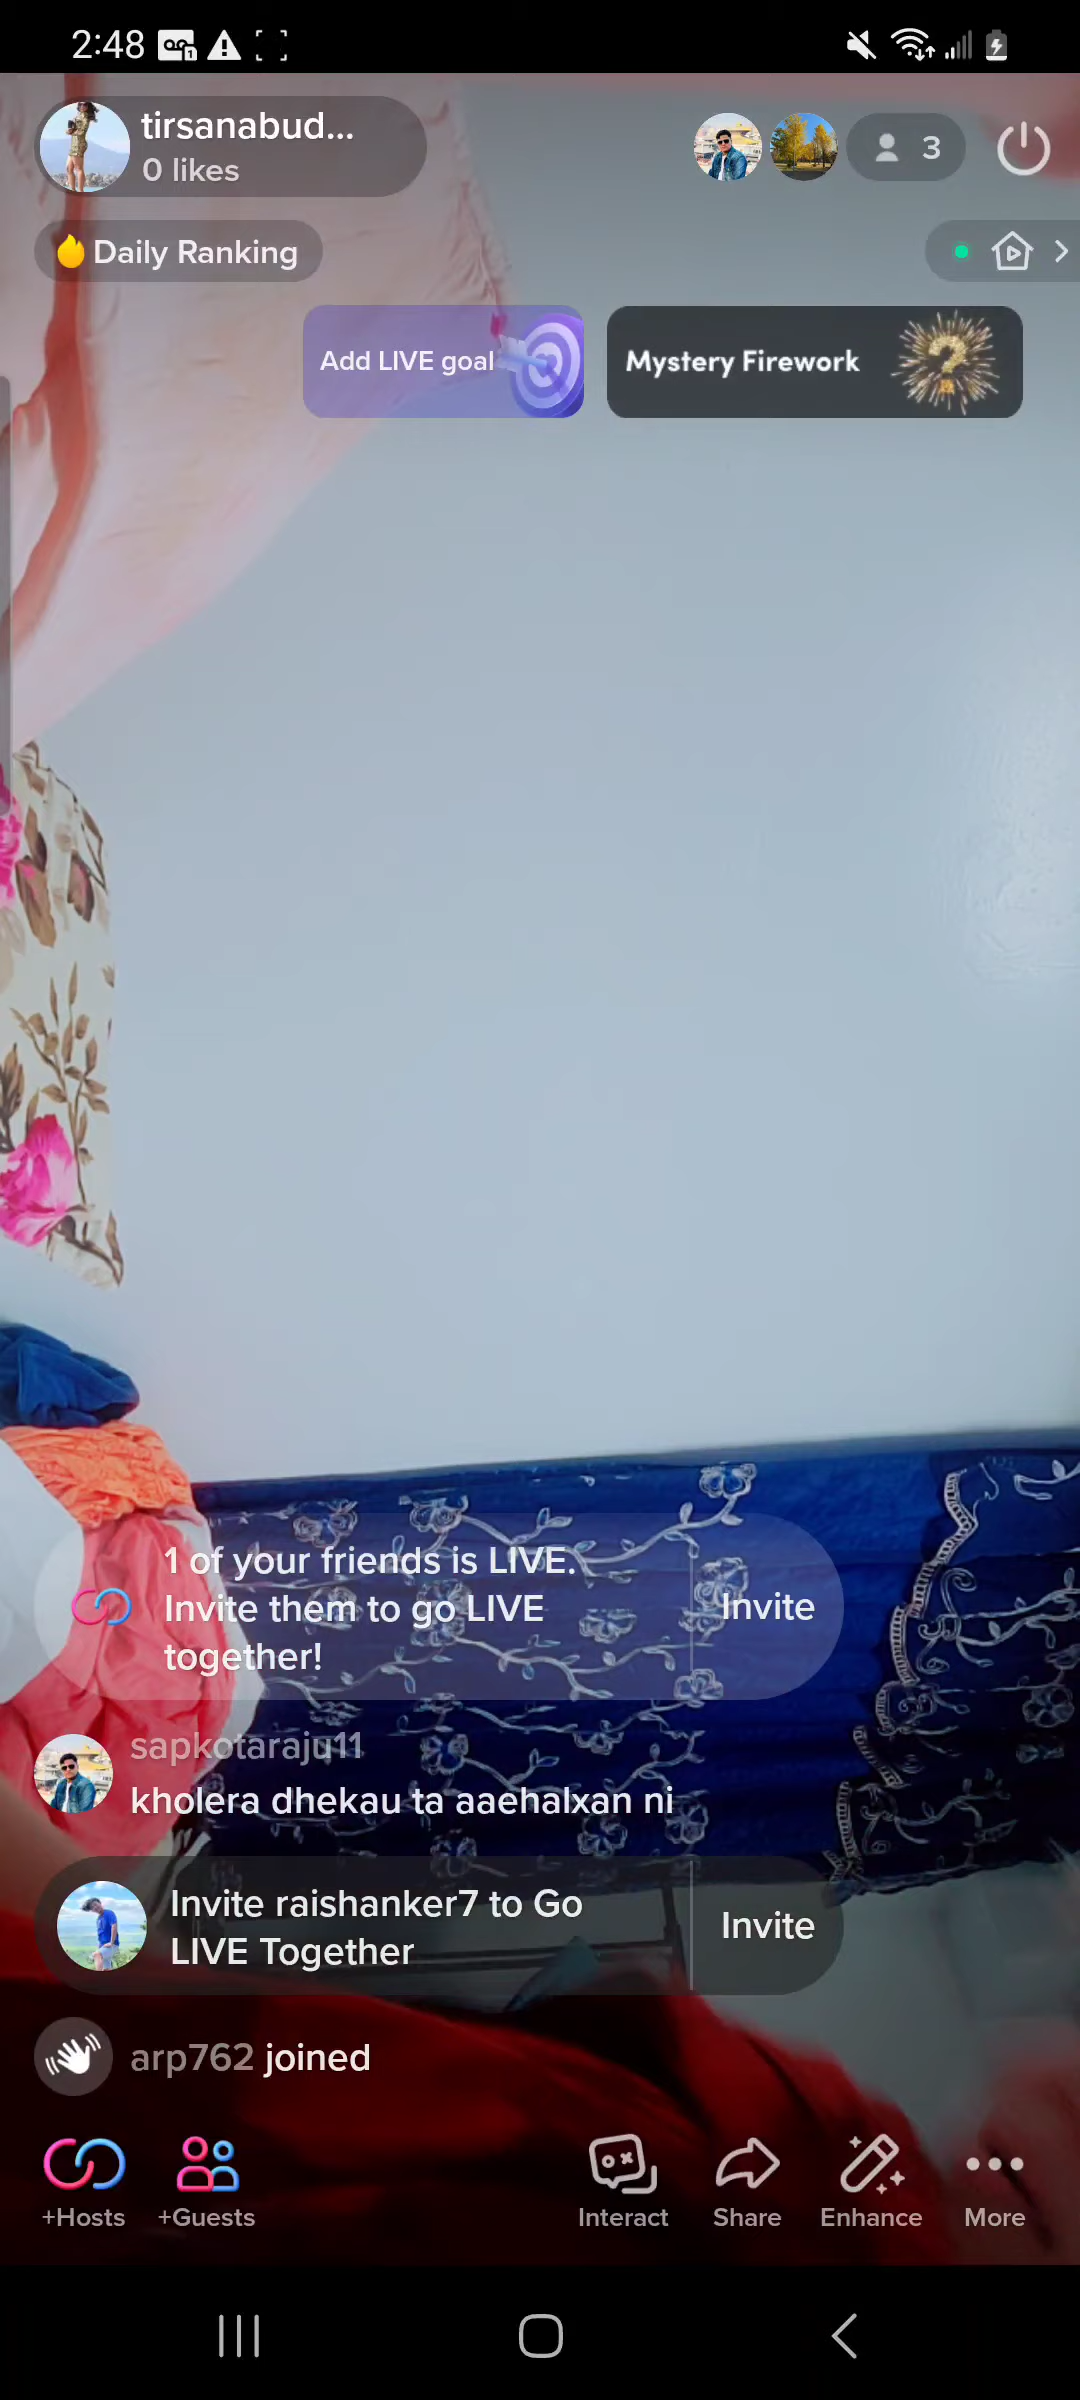 2:48
tirsanabud...
0 likes
3
Daily Ranking
Add LIVE goal
Mystery Firework
1 of your friends is LIVE.
Invite them to go LIVE
together!
Invite
sapkotaraju11
kholera dhekau ta aaehalxan ni
Invite raishanker7 to Go
LIVE Together
Invite
arp762 joined
+Hosts
+Guests
Interact
Share
Enhance
More